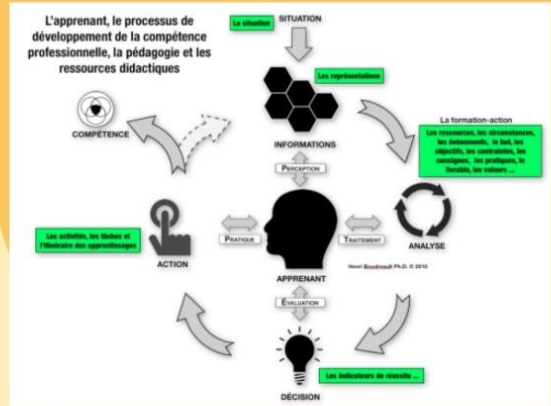 L'apprenant, le processus de
développement de la compétence
professionnelle, la pédagogie et les
ressources didactiques
La situation
SITUATION
Les représentations
COMPÉTENCE
INFORMATIONS
La formation-action
Les ressources, les circonstances,
les événements, le but, les
objectifs, les contraintes, les
consignes, les pratiques, le
livrable, les valeurs ...
PERCEPTION
Les activités, les tâches et
l'itinéraire des apprentissages
PRATIQUE
TRAITEMENT
ACTION
ANALYSE
Henri Boudreault Ph.D. © 2010
APPRENANT
ÉVALUATION
Les indicateurs de réussite ...
DÉCISION